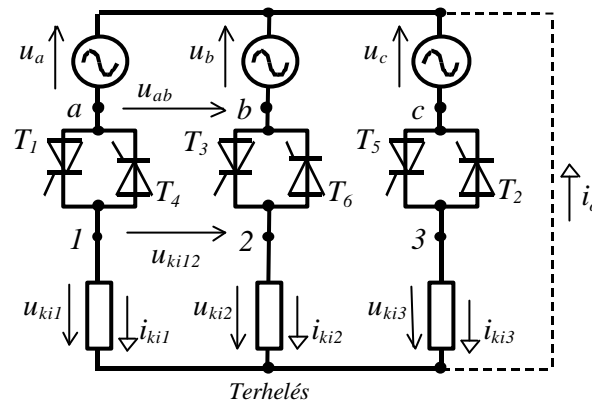 u_a u_b u_c
a u_ab b c
T_1 T_4 T_3 T_6 T_5 T_2
1 u_ki12 2 3
u_ki1 i_ki1 u_ki2 i_ki2 u_ki3 i_ki3
Terhelés